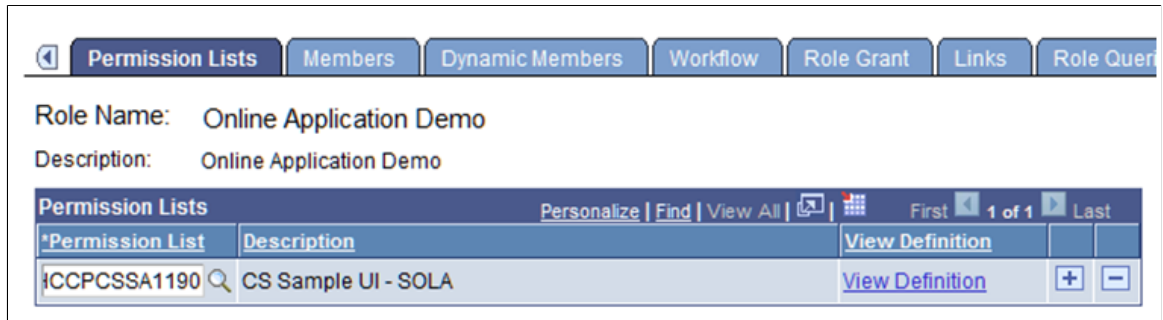 Permission Lists Members Dynamic Members Workflow Role Grant Links Role Queri
Role Name: Online Application Demo
Description: Online Application Demo
Permission Lists Personalize | Find | View All | | First 1 of 1 Last
*Permission List Description View Definition
HCCPCSSA1190 CS Sample UI - SOLA View Definition